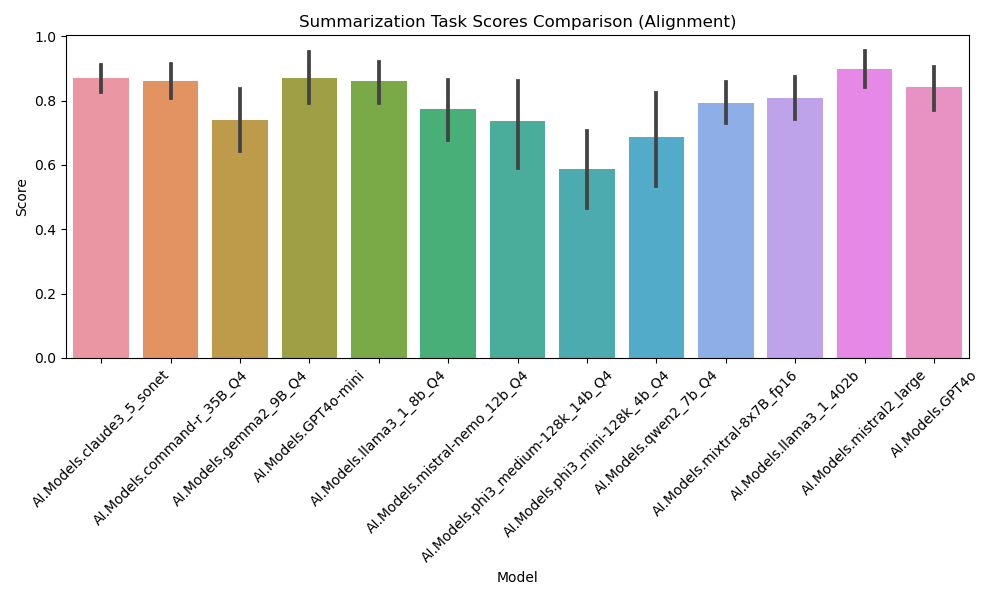 Summarization Task Scores Comparison (Alignment)
Score
1.0
0.8
0.6
0.4
0.2
0.0
AI.Models.claude3_5_sonet
AI.Models.command-r_35B_Q4
AI.Models.gemma2_9B_Q4
AI.Models.GPT4o-mini
AI.Models.llama3_1_8b_Q4
AI.Models.mistral-nemo_12b_Q4
AI.Models.phi3_medium-128k_14b_Q4
AI.Models.phi3_mini-128k_4b_Q4
AI.Models.qwen2_7b_Q4
AI.Models.mixtral-8x7B_fp16
AI.Models.llama3_1_402b
AI.Models.mistral2_large
AI.Models.GPT4o
Model